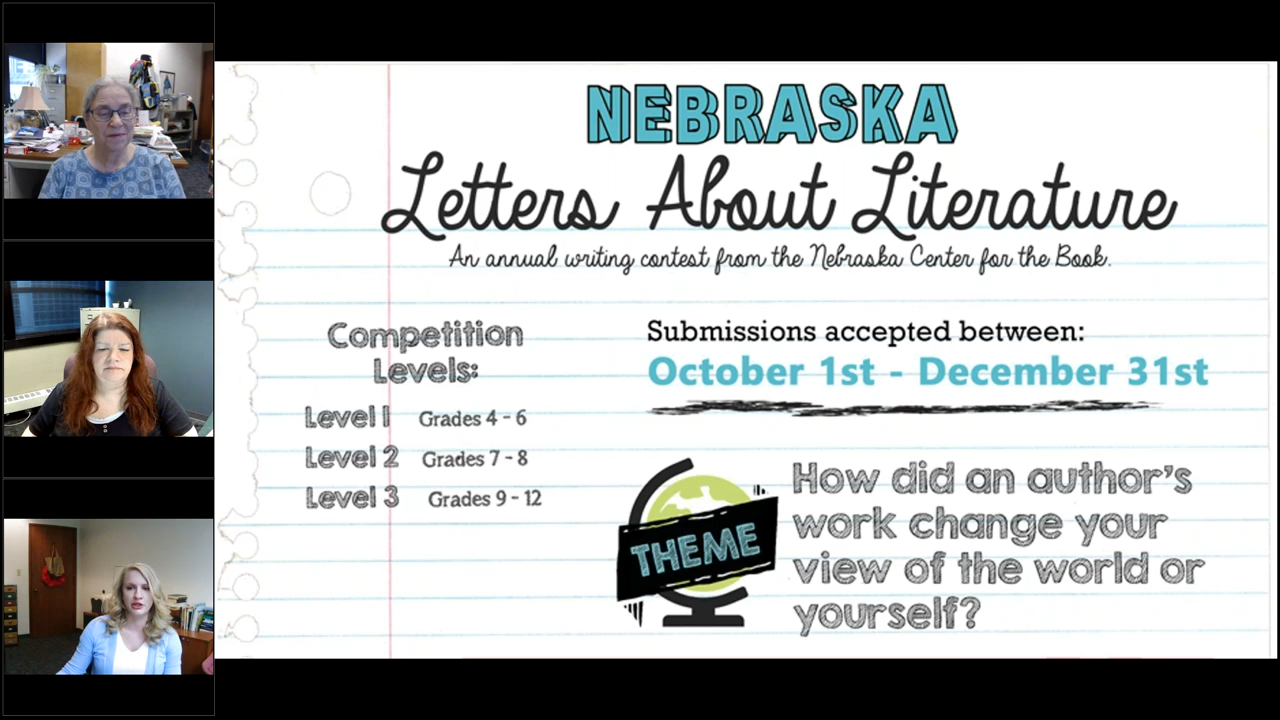 NEBRASKA
Letters About Literature
An annual writing contest from the Nebraska Center for the Book.
Competition
Levels:
Level 1 Grades 4 - 6
Level 2 Grades 7 - 8
Level 3 Grades 9 - 12
Submissions accepted between:
October 1st - December 31st
THEME
How did an author's
work change your
view of the world or
yourself?